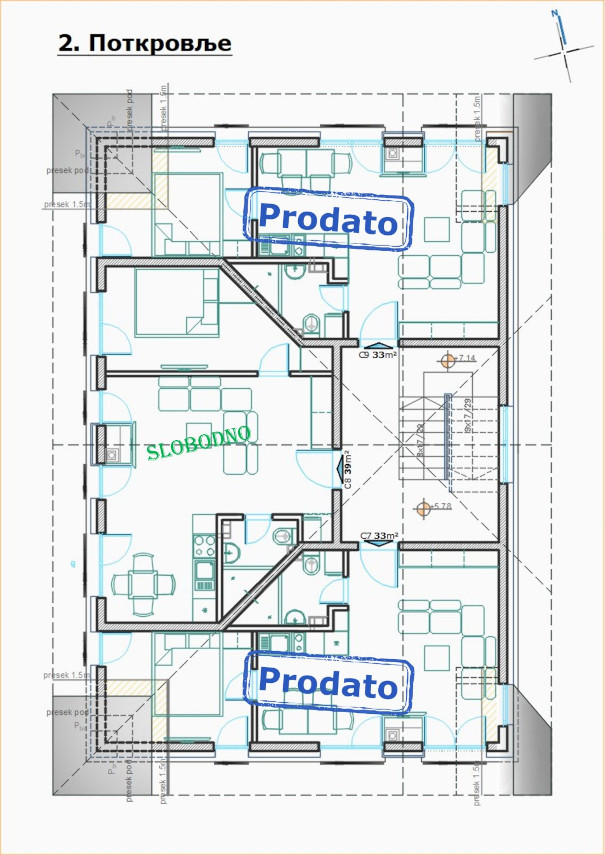 N
2. Поткровље
presek pod
presek 1.5m
presek 1.5m
presek pod
presek 1.5m
Prodato
C9 33m²
+7.14
9x17/29
9x17/29
SLOBODNO
C8 39m²
+5.78
C7 33m²
presek 1.5m
Prodato
presek pod
presek pod
presek 1.5m
presek 1.5m